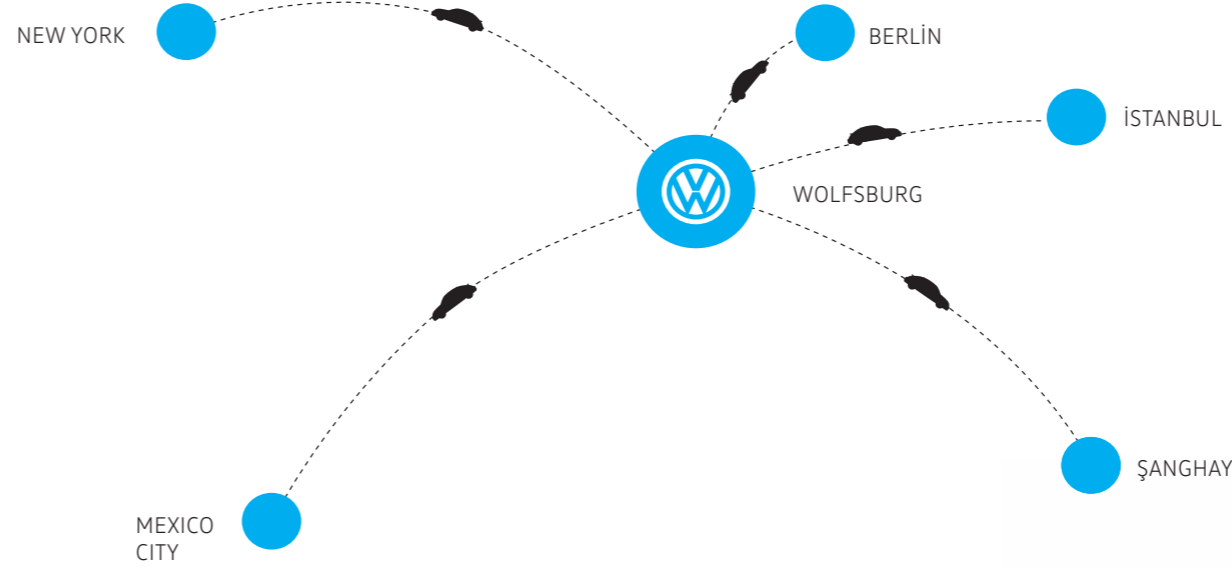 NEW YORK
BERLİN
İSTANBUL
WOLFSBURG
ŞANGHAY
MEXICO
CITY